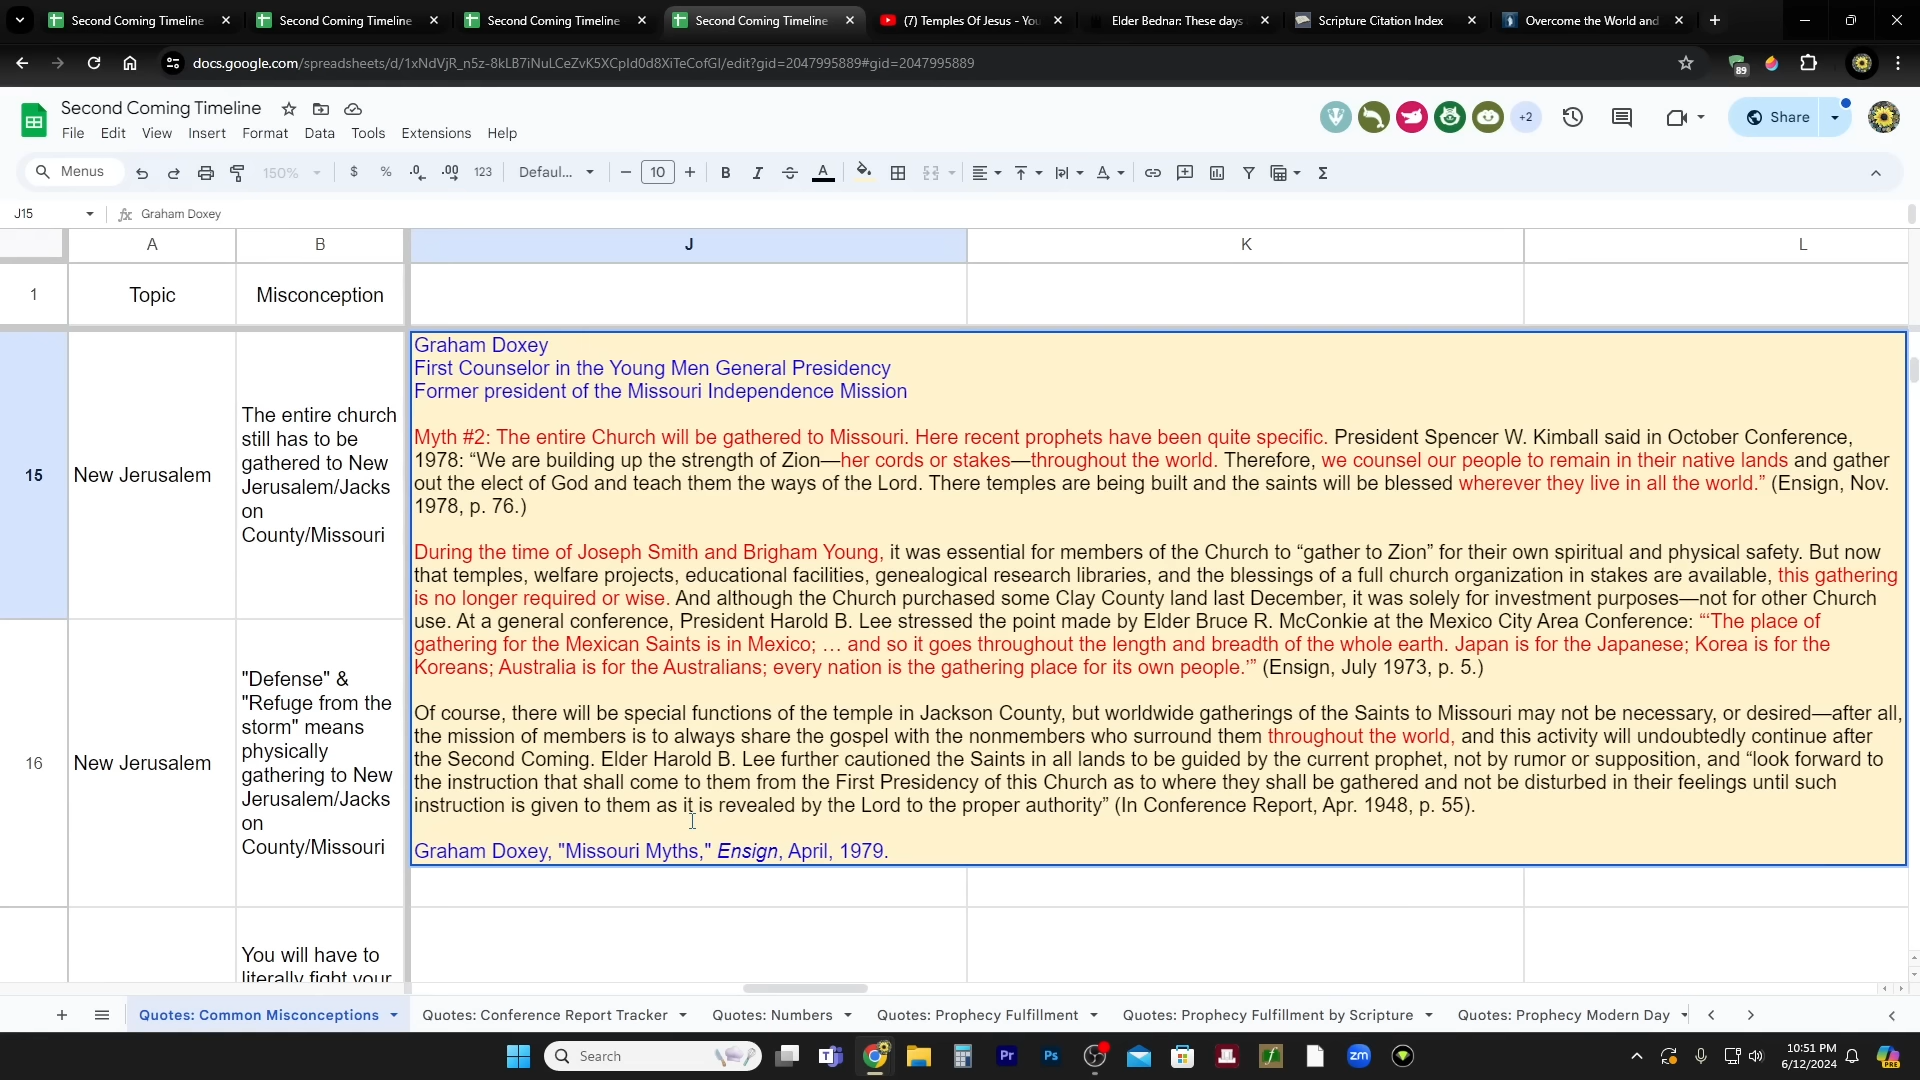 Second Coming Timeline
Second Coming Timeline
Second Coming Timeline
Second Coming Timeline
(7) Temples Of Jesus - You
Elder Bednar: These days
Scripture Citation Index
Overcome the World and
docs.google.com/spreadsheets/d/1xNdVjR_n5z-8kLB7iNuLCeZvK5XCpId0d8XiTeCofGI/edit?gid=2047995889#gid=2047995889
89
Second Coming Timeline
File Edit View Insert Format Data Tools Extensions Help
+2
Share
Menus
150%
$ % .0 .00 123
Defaul...
10
B I A
J15
fx Graham Doxey
A B J K L
1 Topic Misconception
15
New Jerusalem
The entire church
still has to be
gathered to New
Jerusalem/Jacks
on
County/Missouri
Graham Doxey
First Counselor in the Young Men General Presidency
Former president of the Missouri Independence Mission
Myth #2: The entire Church will be gathered to Missouri. Here recent prophets have been quite specific. President Spencer W. Kimball said in October Conference,
1978: “We are building up the strength of Zion—her cords or stakes—throughout the world. Therefore, we counsel our people to remain in their native lands and gather
out the elect of God and teach them the ways of the Lord. There temples are being built and the saints will be blessed wherever they live in all the world.” (Ensign, Nov.
1978, p. 76.)
During the time of Joseph Smith and Brigham Young, it was essential for members of the Church to “gather to Zion” for their own spiritual and physical safety. But now
that temples, welfare projects, educational facilities, genealogical research libraries, and the blessings of a full church organization in stakes are available, this gathering
is no longer required or wise. And although the Church purchased some Clay County land last December, it was solely for investment purposes—not for other Church
use. At a general conference, President Harold B. Lee stressed the point made by Elder Bruce R. McConkie at the Mexico City Area Conference: “‘The place of
gathering for the Mexican Saints is in Mexico; … and so it goes throughout the length and breadth of the whole earth. Japan is for the Japanese; Korea is for the
Koreans; Australia is for the Australians; every nation is the gathering place for its own people.’” (Ensign, July 1973, p. 5.)
Of course, there will be special functions of the temple in Jackson County, but worldwide gatherings of the Saints to Missouri may not be necessary, or desired—after all,
the mission of members is to always share the gospel with the nonmembers who surround them throughout the world, and this activity will undoubtedly continue after
the Second Coming. Elder Harold B. Lee further cautioned the Saints in all lands to be guided by the current prophet, not by rumor or supposition, and “look forward to
the instruction that shall come to them from the First Presidency of this Church as to where they shall be gathered and not be disturbed in their feelings until such
instruction is given to them as it is revealed by the Lord to the proper authority” (In Conference Report, Apr. 1948, p. 55).
Graham Doxey, "Missouri Myths," Ensign, April, 1979.
16
New Jerusalem
"Defense" &
"Refuge from the
storm" means
physically
gathering to New
Jerusalem/Jacks
on
County/Missouri
You will have to
literally fight your
Quotes: Common Misconceptions
Quotes: Conference Report Tracker
Quotes: Numbers
Quotes: Prophecy Fulfillment
Quotes: Prophecy Fulfillment by Scripture
Quotes: Prophecy Modern Day
Search
Pr
Ps
zm
10:51 PM
6/12/2024
PRE